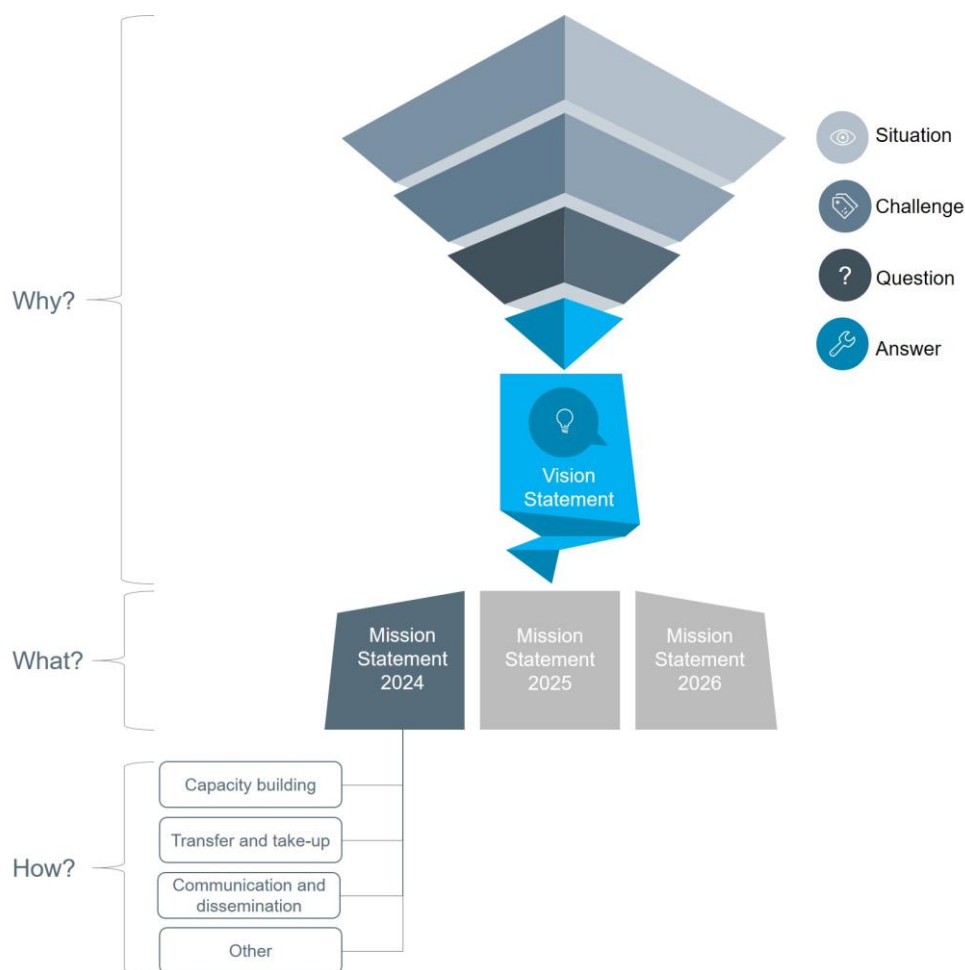 Situation
Challenge
?
Question
Answer
Why?
Vision
Statement
What?
Mission
Statement
2024
Mission
Statement
2025
Mission
Statement
2026
How?
Capacity building
Transfer and take-up
Communication and
dissemination
Other